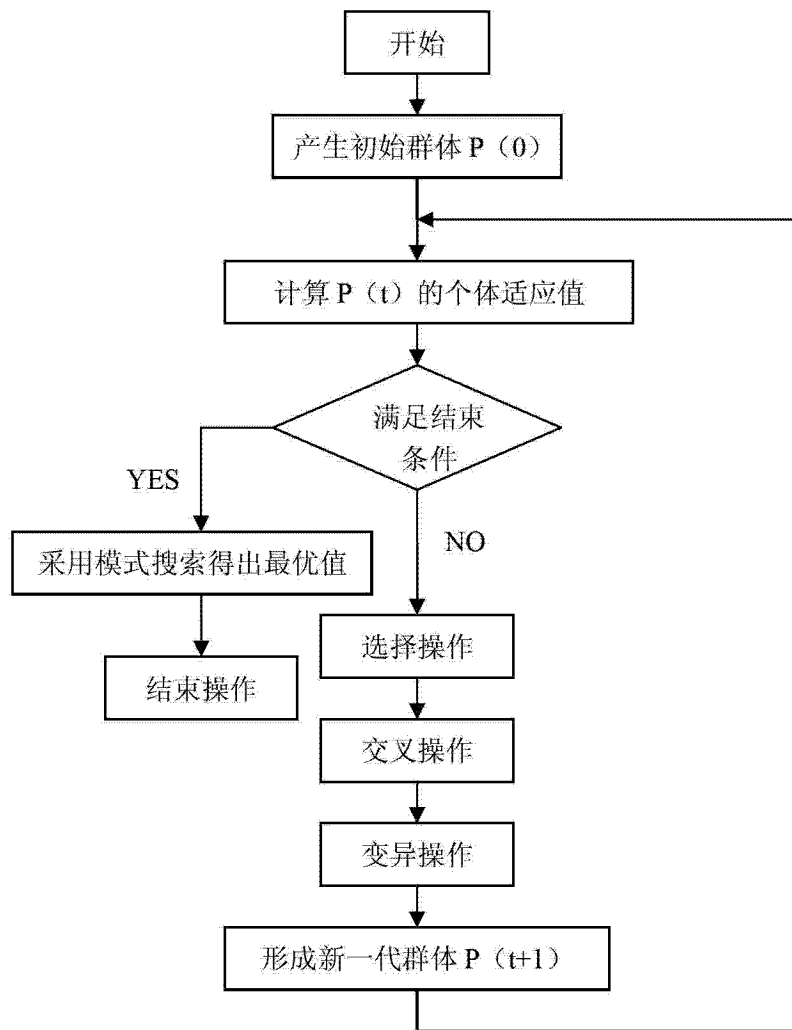 开始
产生初始群体 P（0）
计算 P（t）的个体适应值
满足结束
条件
YES
NO
采用模式搜索得出最优值
结束操作
选择操作
交叉操作
变异操作
形成新一代群体 P（t+1）